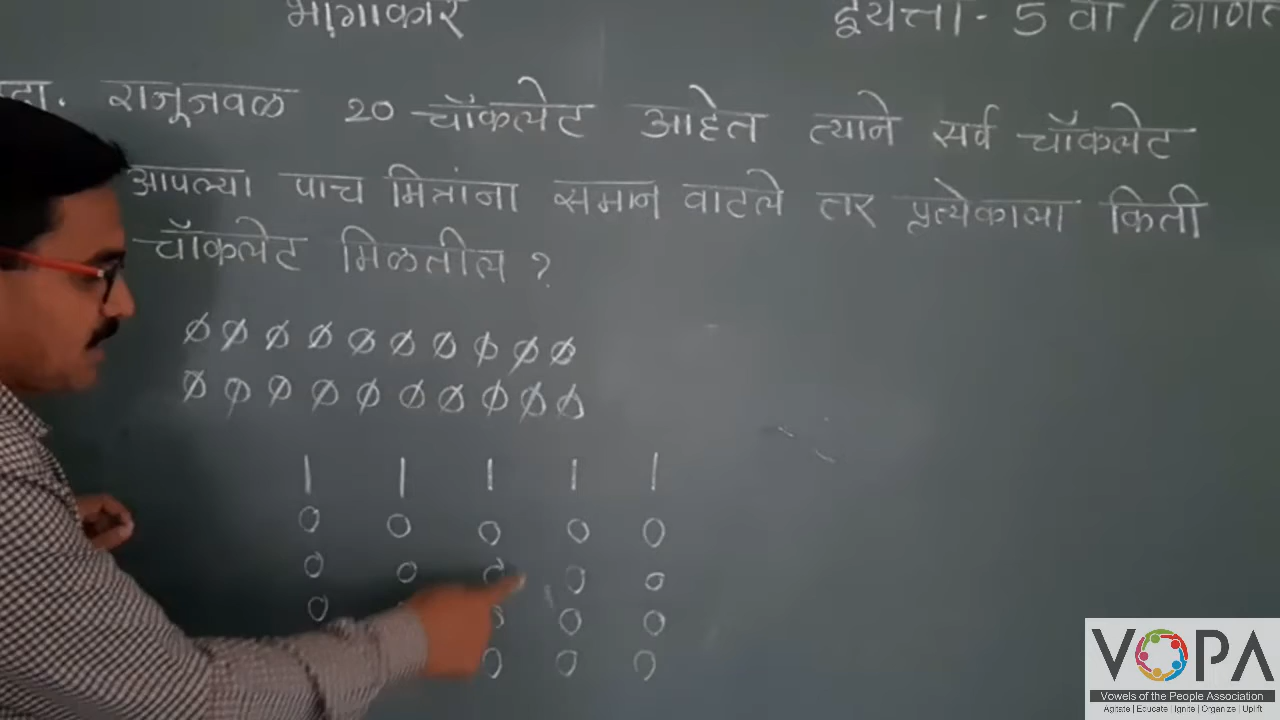 भागाकार
इयत्ता - 5 वी / गणित
उदा. राजूजवळ 20 चॉकलेट आहेत त्याने सर्व चॉकलेट
आपल्या पाच मित्रांना समान वाटले तर प्रत्येकाला किती
चॉकलेट मिळतील ?
VOPA
Vowels of the People Association
Agitate | Educate | Ignite | Organize | Uplift